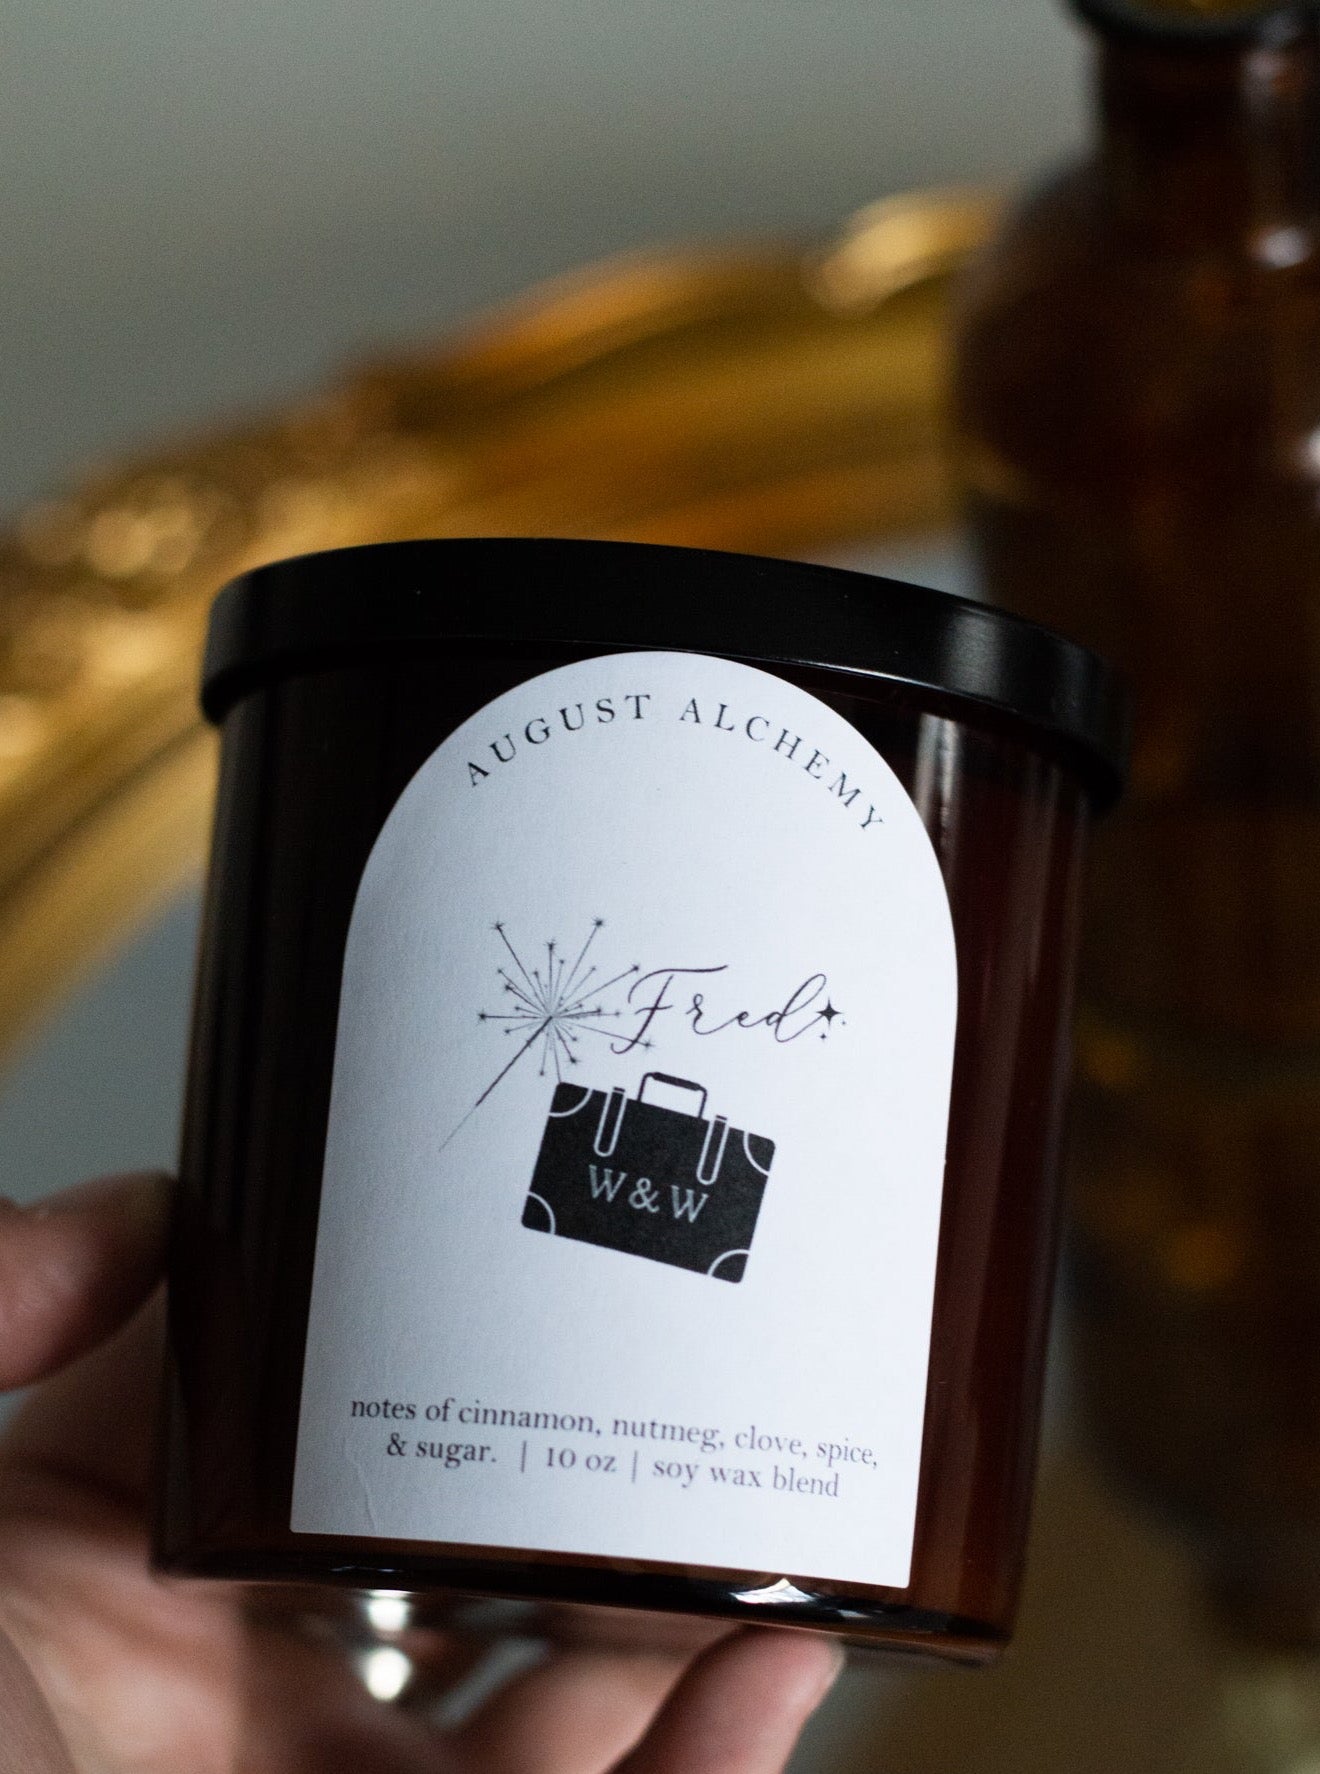 AUGUST ALCHEMY
Fred
W&W
notes of cinnamon, nutmeg, clove, spice,
& sugar. | 10 oz | soy wax blend